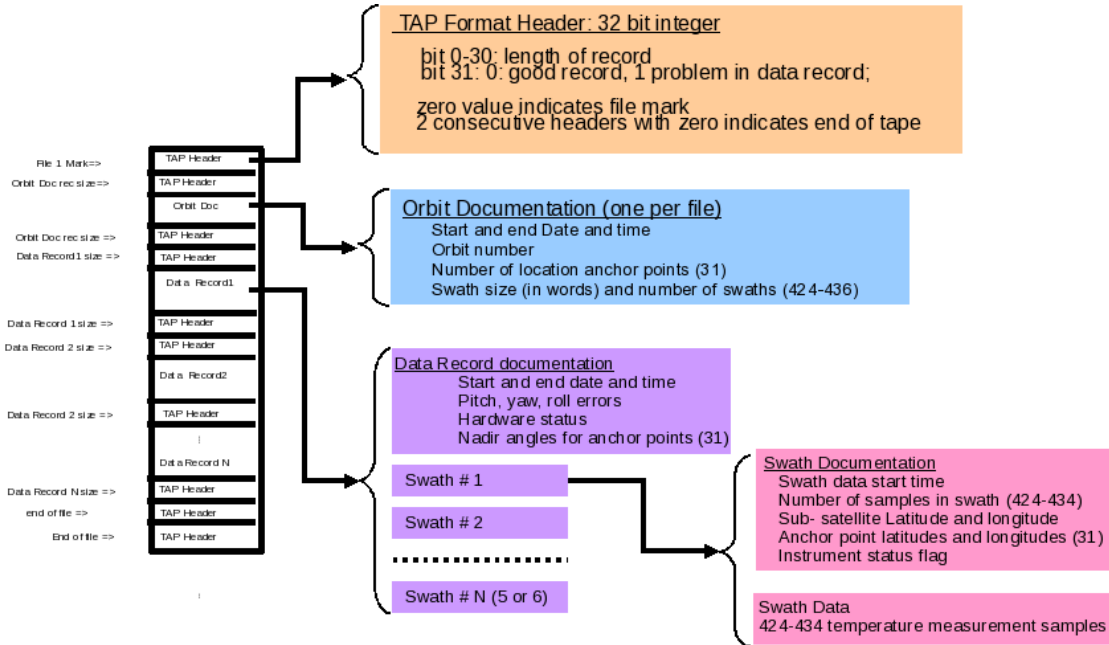 TAP Format Header: 32 bit integer
bit 0-30: length of record
bit 31: 0: good record, 1 problem in data record;
zero value indicates file mark
2 consecutive headers with zero indicates end of tape
File 1 Mark=>
TAP Header
Orbit Doc rec size=>
TAP Header
Orbit Doc
Orbit Doc rec size =>
TAP Header
Data Record1 size =>
TAP Header
Data Record1
Data Record 1 size =>
TAP Header
Data Record 2 size =>
TAP Header
Data Record2
Data Record 2 size =>
TAP Header
Data Record N
Data Record N size =>
TAP Header
end of file =>
TAP Header
End of file =>
TAP Header
Orbit Documentation (one per file)
Start and end Date and time
Orbit number
Number of location anchor points (31)
Swath size (in words) and number of swaths (424-436)
Data Record documentation
Start and end date and time
Pitch, yaw, roll errors
Hardware status
Nadir angles for anchor points (31)
Swath # 1
Swath # 2
Swath # N (5 or 6)
Swath Documentation
Swath data start time
Number of samples in swath (424-434)
Sub- satellite Latitude and longitude
Anchor point latitudes and longitudes (31)
Instrument status flag
Swath Data
424-434 temperature measurement samples